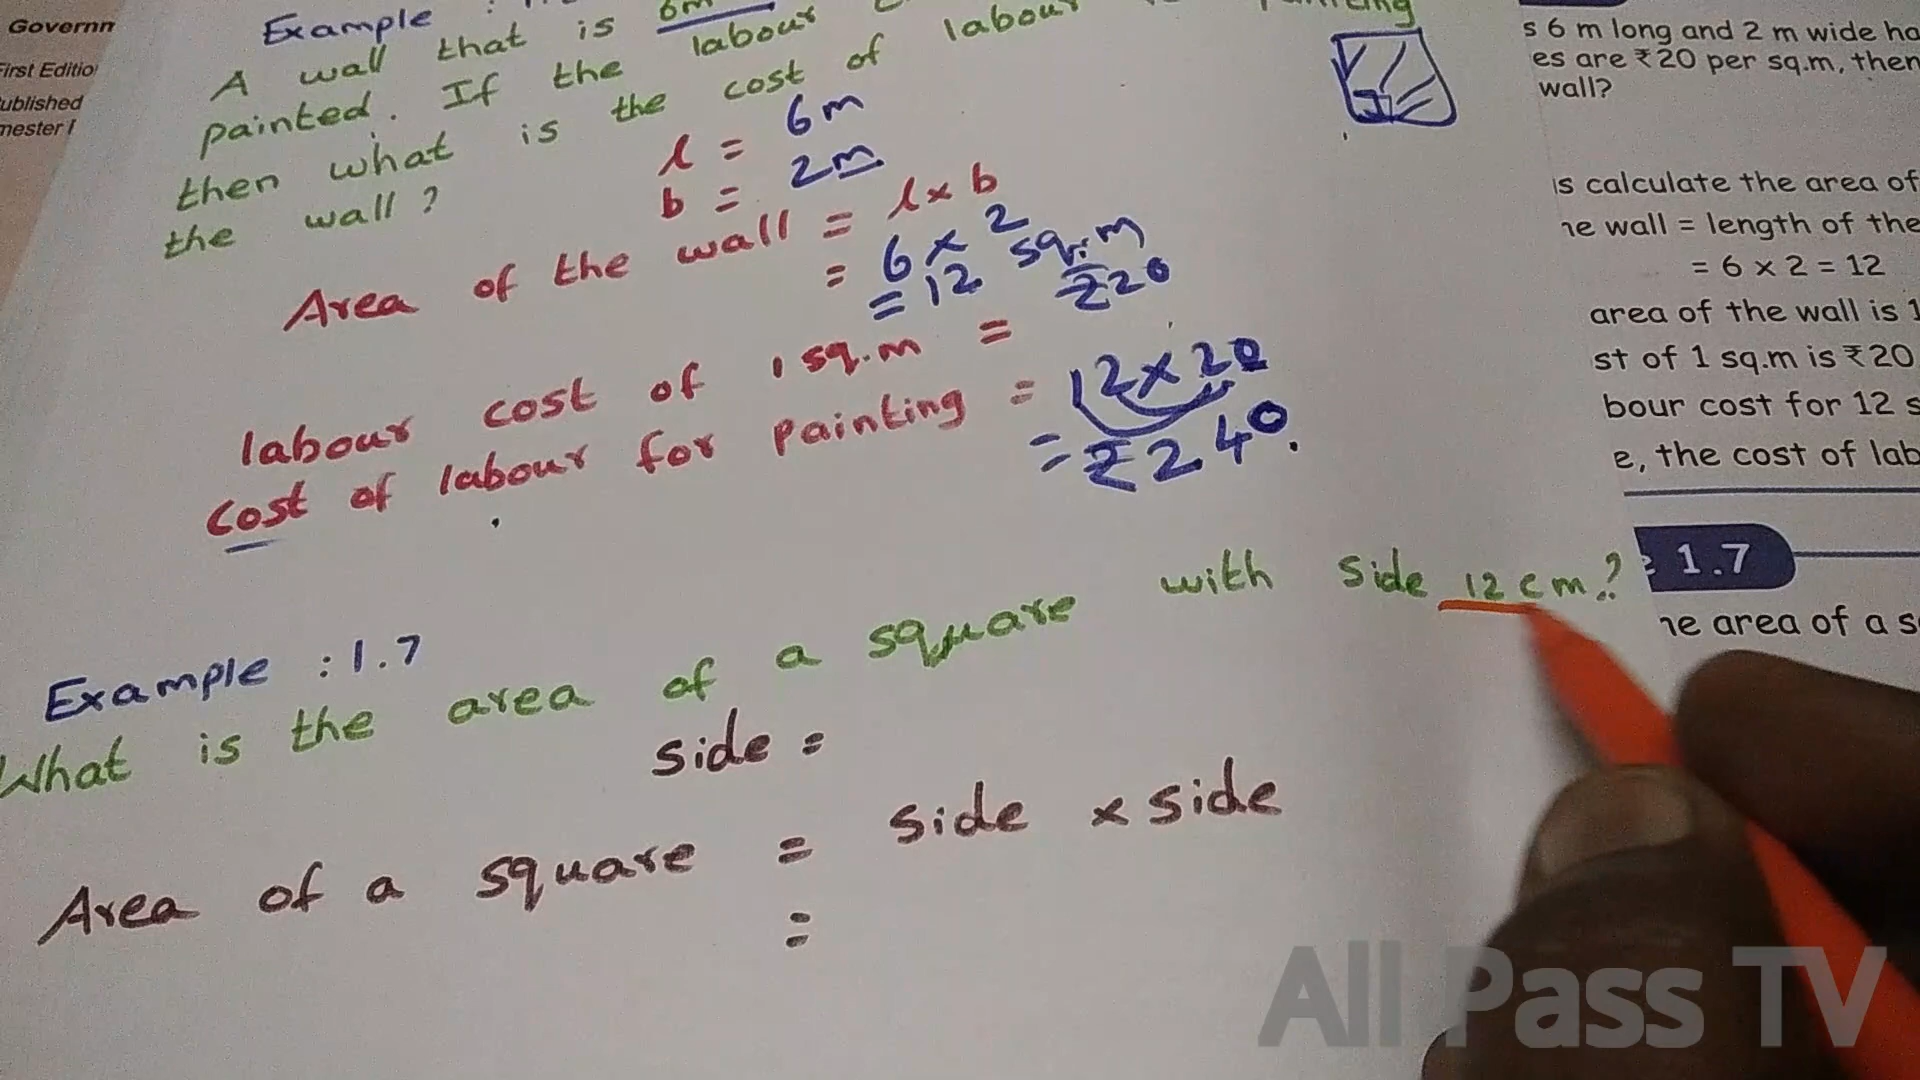 Governm
First Editio
ublished
mester I
Example : 1.
A wall that is 6m
painted. If the labour
then what is the cost of labour
the wall?
l = 6m
b = 2m
Area of the wall = l x b
= 6 x 2
= 12 sq.m
labour cost of 1 sq.m = ₹20
Cost of labour for painting = 12 x 20
= ₹240.
Example : 1.7
What is the area of a square with side 12 cm?
side =
Area of a square = side x side
=
s 6 m long and 2 m wide ha
es are ₹20 per sq.m, then
wall?
s calculate the area of
he wall = length of the
= 6 × 2 = 12
area of the wall is 1
st of 1 sq.m is ₹20
bour cost for 12 s
e, the cost of lab
1.7
he area of a s
All Pass TV